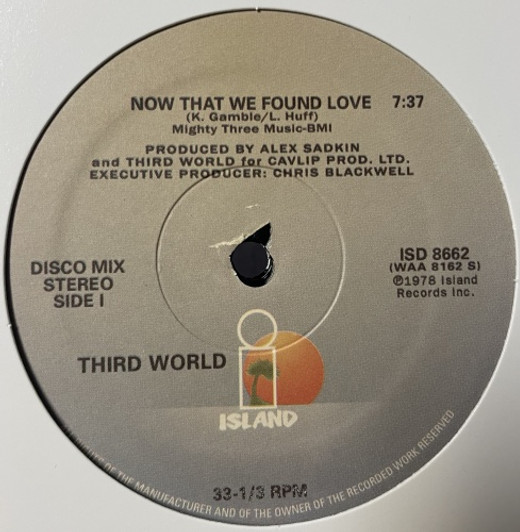 NOW THAT WE FOUND LOVE 7:37
(K. Gamble/L. Huff)
Mighty Three Music-BMI
PRODUCED BY ALEX SADKIN
and THIRD WORLD for CAVLIP PROD. LTD.
EXECUTIVE PRODUCER: CHRIS BLACKWELL
DISCO MIX
STEREO
SIDE I
ISD 8662
(WAA 8162 S)
℗1978 Island
Records Inc.
THIRD WORLD
i
ISLAND
33-1/3 RPM
OF THE MANUFACTURER AND OF THE OWNER OF THE RECORDED WORK RESERVED